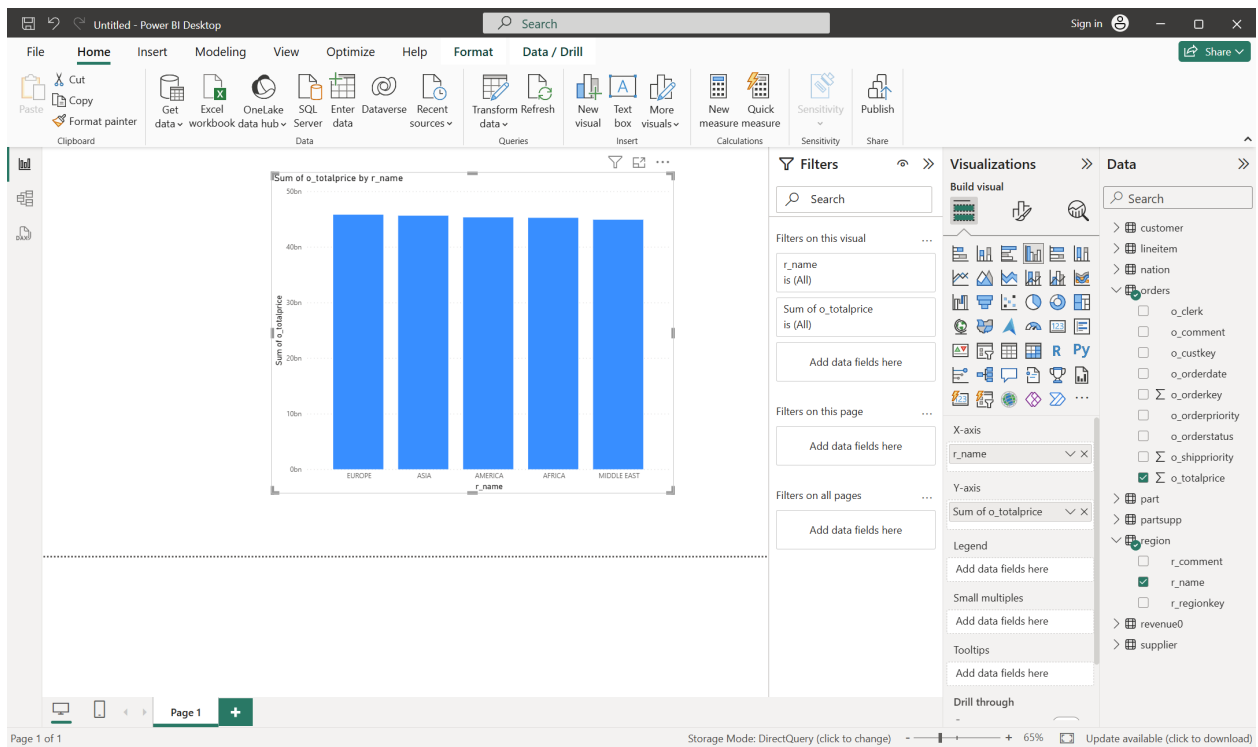 Untitled - Power BI Desktop
Search
Sign in
File Home Insert Modeling View Optimize Help Format Data / Drill
Share
Paste
Cut
Copy
Format painter
Clipboard
Get data
Excel workbook
OneLake data hub
SQL Server
Enter data
Dataverse
Recent sources
Data
Transform data
Refresh
Queries
New visual
Text box
More visuals
Insert
New measure
Quick measure
Calculations
Sensitivity
Sensitivity
Publish
Share
Sum of o_totalprice by r_name
50bn
40bn
30bn
20bn
10bn
0bn
Sum of o_totalprice
EUROPE ASIA AMERICA AFRICA MIDDLE EAST
r_name
Filters
Search
Filters on this visual
r_name
is (All)
Sum of o_totalprice
is (All)
Add data fields here
Filters on this page
Add data fields here
Filters on all pages
Add data fields here
Visualizations
Build visual
123
R Py
123
X-axis
r_name
Y-axis
Sum of o_totalprice
Legend
Add data fields here
Small multiples
Add data fields here
Tooltips
Add data fields here
Drill through
Data
Search
customer
lineitem
nation
orders
o_clerk
o_comment
o_custkey
o_orderdate
o_orderkey
o_orderpriority
o_orderstatus
o_shippriority
o_totalprice
part
partsupp
region
r_comment
r_name
r_regionkey
revenue0
supplier
DAX
Page 1
Page 1 of 1
Storage Mode: DirectQuery (click to change)
65%
Update available (click to download)